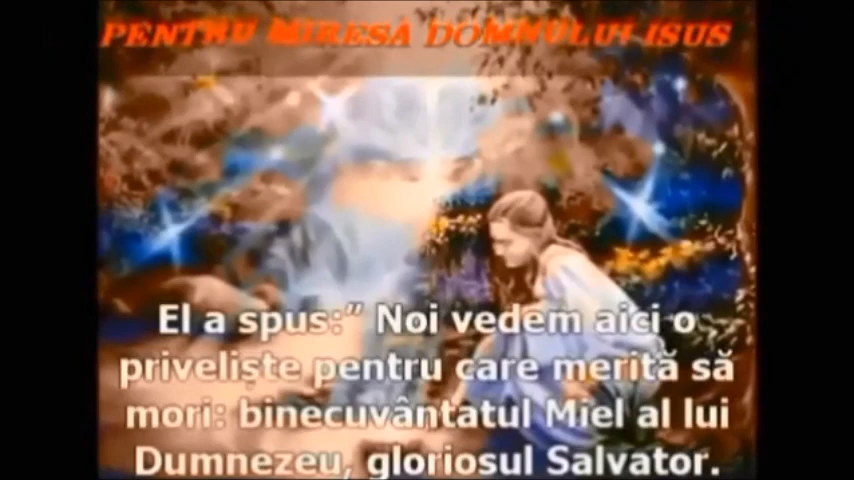 PENTRU MIRESA DOMNULUI ISUS
El a spus:” Noi vedem aici o
priveliște pentru care merită să
mori: binecuvântatul Miel al lui
Dumnezeu, gloriosul Salvator.